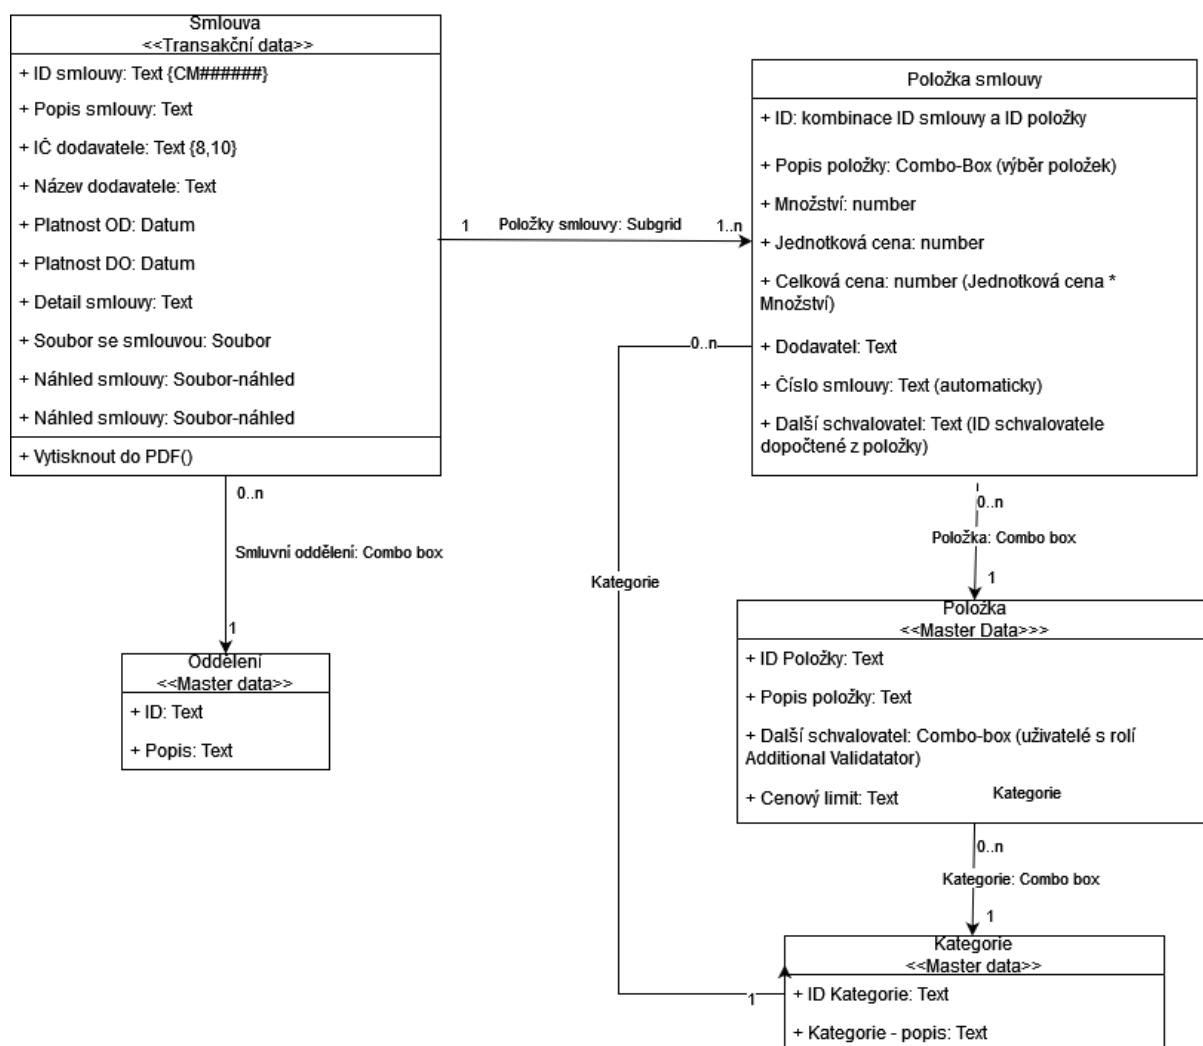 Smlouva
<<Transakční data>>
+ ID smlouvy: Text {CM######}
+ Popis smlouvy: Text
+ IČ dodavatele: Text {8,10}
+ Název dodavatele: Text
+ Platnost OD: Datum
+ Platnost DO: Datum
+ Detail smlouvy: Text
+ Soubor se smlouvou: Soubor
+ Náhled smlouvy: Soubor-náhled
+ Náhled smlouvy: Soubor-náhled
+ Vytisknout do PDF()
1
Položky smlouvy: Subgrid
1..n
Položka smlouvy
+ ID: kombinace ID smlouvy a ID položky
+ Popis položky: Combo-Box (výběr položek)
+ Množství: number
+ Jednotková cena: number
+ Celková cena: number (Jednotková cena *
Množství)
+ Dodavatel: Text
+ Číslo smlouvy: Text (automaticky)
+ Další schvalovatel: Text (ID schvalovatele
dopočtené z položky)
0..n
Kategorie
1
0..n
Smluvní oddělení: Combo box
1
Oddělení
<<Master data>>
+ ID: Text
+ Popis: Text
0..n
Položka: Combo box
1
Položka
<<Master Data>>>
+ ID Položky: Text
+ Popis položky: Text
+ Další schvalovatel: Combo-box (uživatelé s rolí
Additional Validatator)
+ Cenový limit: Text
Kategorie
0..n
Kategorie: Combo box
1
Kategorie
<<Master data>>
+ ID Kategorie: Text
+ Kategorie - popis: Text